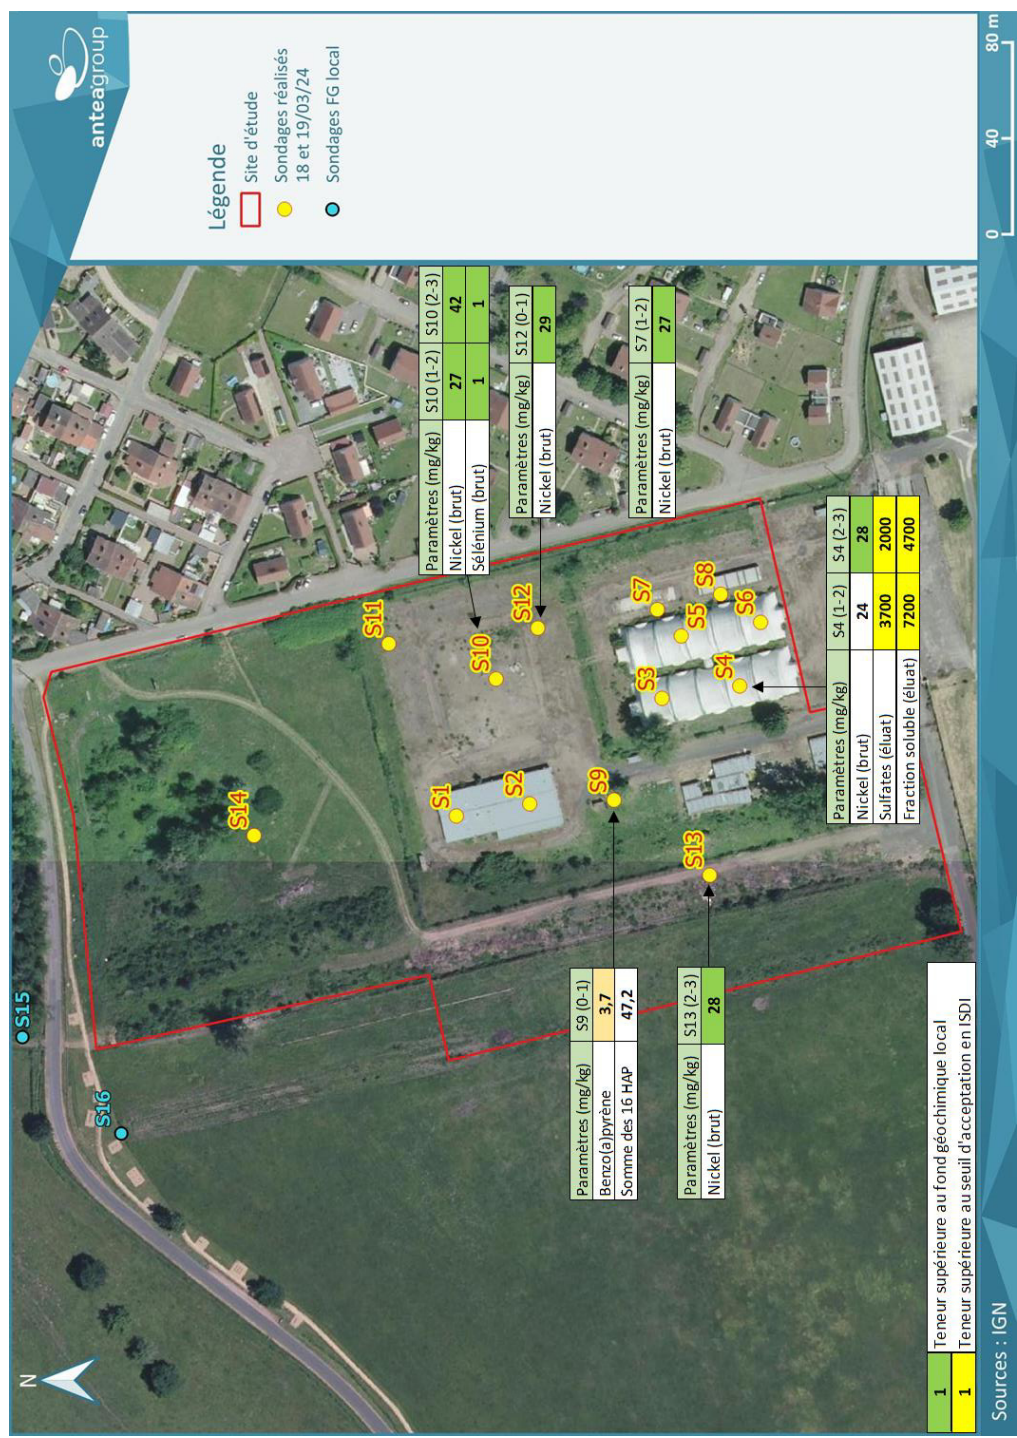 N
S15
S16
S14
S11
S1
S10
S2
S12
S9
S3
S7
S5
S4
S8
S6
S13
Paramètres (mg/kg) S10 (1-2) S10 (2-3)
Nickel (brut) 27 42
Sélénium (brut) 1 1
Paramètres (mg/kg) S12 (0-1)
Nickel (brut) 29
Paramètres (mg/kg) S7 (1-2)
Nickel (brut) 27
Paramètres (mg/kg) S9 (0-1)
Benzo(a)pyrène 3,7
Somme des 16 HAP 47,2
Paramètres (mg/kg) S13 (2-3)
Nickel (brut) 28
Paramètres (mg/kg) S4 (1-2) S4 (2-3)
Nickel (brut) 24 28
Sulfates (éluat) 3700 2000
Fraction soluble (éluat) 7200 4700
1 Teneur supérieure au fond géochimique local
1 Teneur supérieure au seuil d'acceptation en ISDI
anteagroup
Légende
Site d'étude
Sondages réalisés
18 et 19/03/24
Sondages FG local
Sources : IGN
0 40 80 m